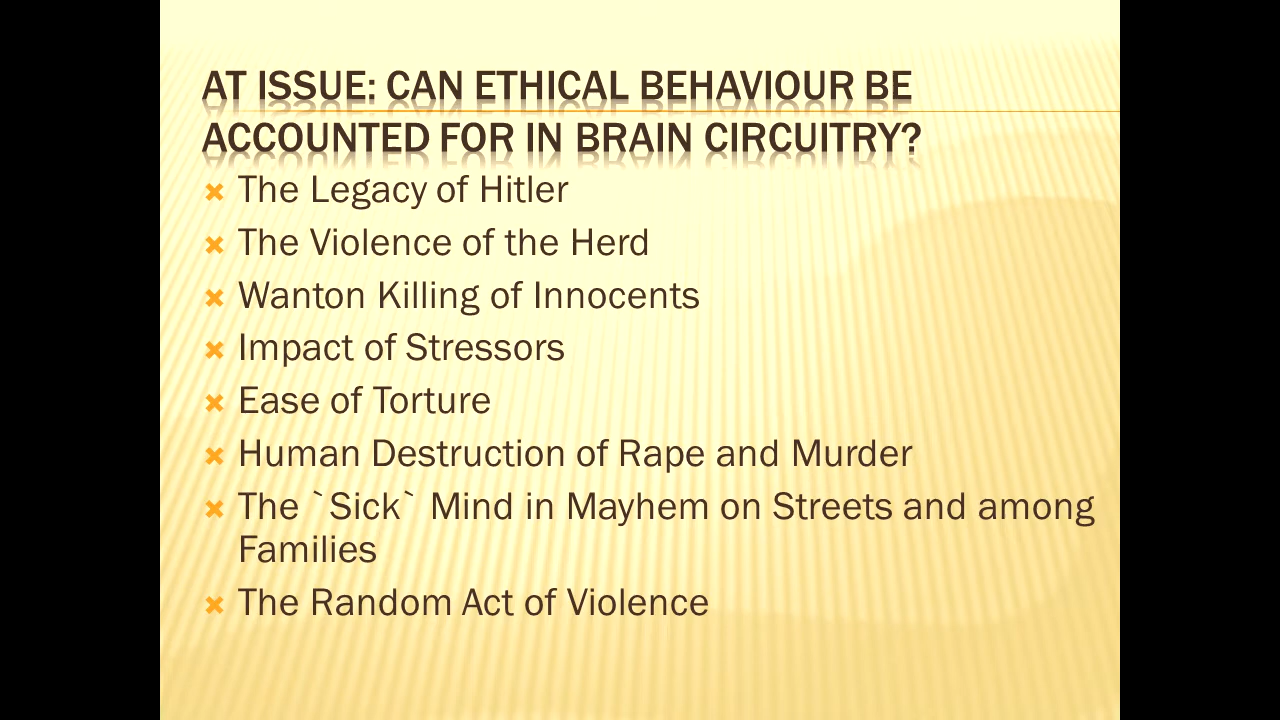 AT ISSUE: CAN ETHICAL BEHAVIOUR BE
ACCOUNTED FOR IN BRAIN CIRCUITRY?
The Legacy of Hitler
The Violence of the Herd
Wanton Killing of Innocents
Impact of Stressors
Ease of Torture
Human Destruction of Rape and Murder
The `Sick` Mind in Mayhem on Streets and among
Families
The Random Act of Violence